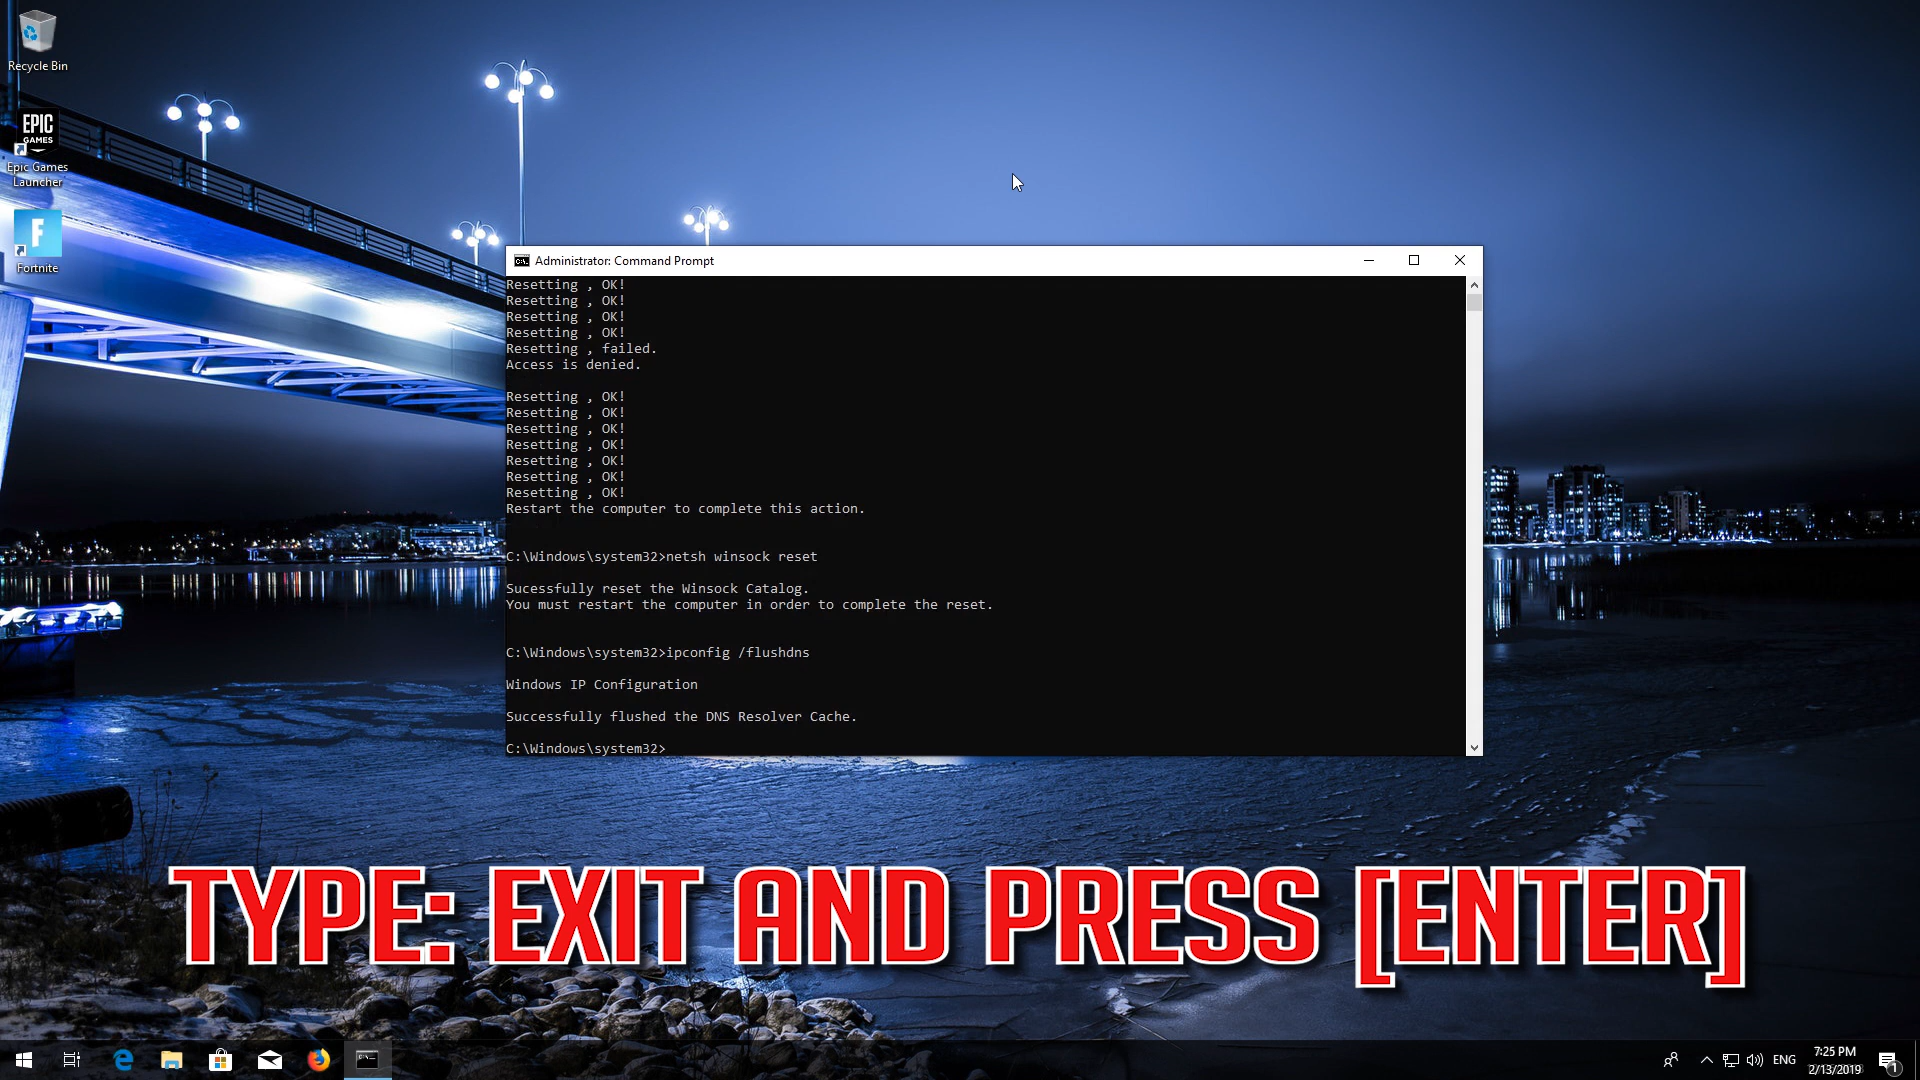 Recycle Bin
EPIC
GAMES
Epic Games
Launcher
F
Fortnite
Administrator: Command Prompt
Resetting , OK!
Resetting , OK!
Resetting , OK!
Resetting , OK!
Resetting , failed.
Access is denied.
Resetting , OK!
Resetting , OK!
Resetting , OK!
Resetting , OK!
Resetting , OK!
Resetting , OK!
Resetting , OK!
Restart the computer to complete this action.
C:\Windows\system32>netsh winsock reset
Sucessfully reset the Winsock Catalog.
You must restart the computer in order to complete the reset.
C:\Windows\system32>ipconfig /flushdns
Windows IP Configuration
Successfully flushed the DNS Resolver Cache.
C:\Windows\system32>
TYPE: EXIT AND PRESS [ENTER]
ENG
7:25 PM
2/13/2019
1